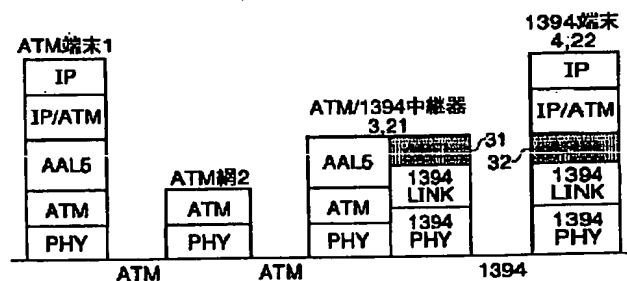 ATM端末1
IP
IP/ATM
AAL5
ATM
PHY
ATM網2
ATM
PHY
ATM/1394中継器
3,21
AAL5
ATM
PHY
31
1394
LINK
1394
PHY
1394端末
4,22
IP
IP/ATM
32
1394
LINK
1394
PHY
ATM
ATM
1394